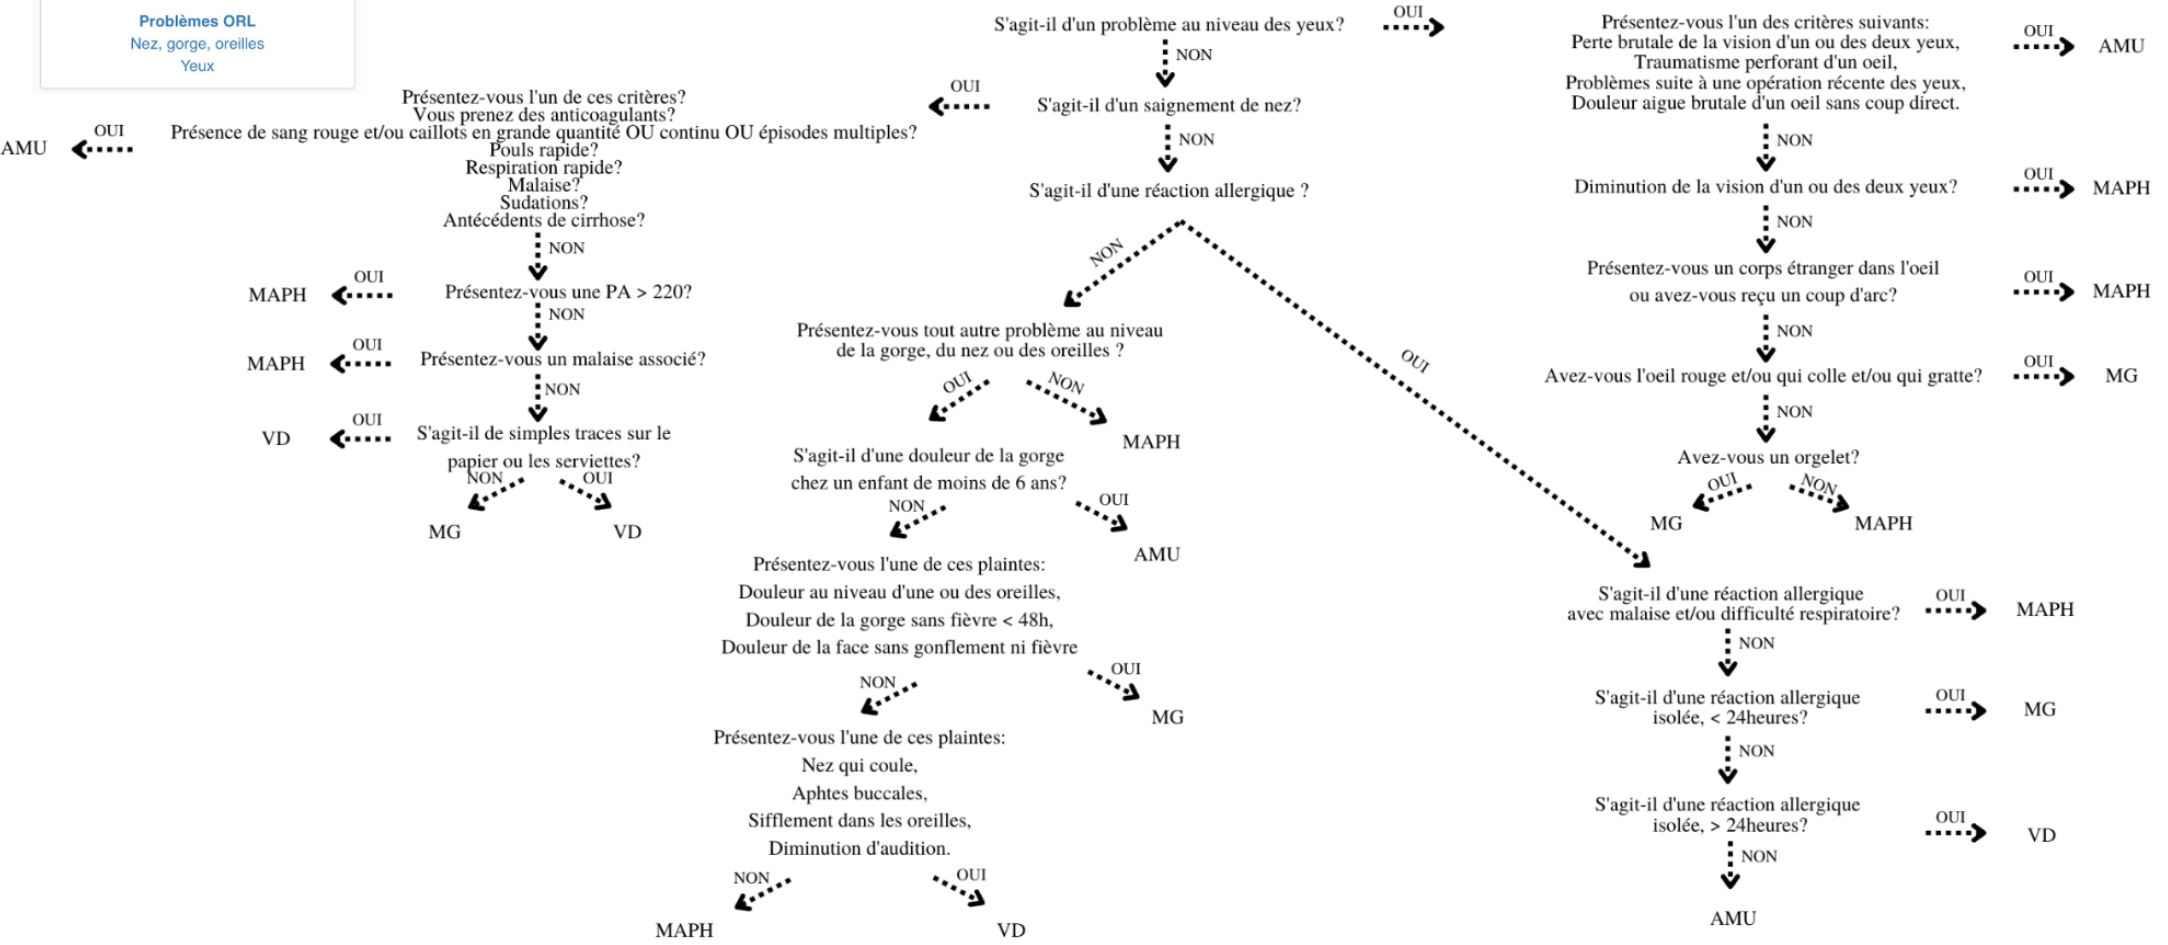 Problèmes ORL
Nez, gorge, oreilles
Yeux
S'agit-il d'un problème au niveau des yeux?
OUI
NON
S'agit-il d'un saignement de nez?
OUI
NON
S'agit-il d'une réaction allergique ?
NON
OUI
Présentez-vous l'un de ces critères?
Vous prenez des anticoagulants?
Présence de sang rouge et/ou caillots en grande quantité OU continu OU épisodes multiples?
Pouls rapide?
Respiration rapide?
Malaise?
Sudations?
Antécédents de cirrhose?
OUI
AMU
NON
Présentez-vous une PA > 220?
OUI
MAPH
NON
Présentez-vous un malaise associé?
OUI
MAPH
NON
S'agit-il de simples traces sur le
papier ou les serviettes?
OUI
VD
NON
OUI
MG
VD
Présentez-vous tout autre problème au niveau
de la gorge, du nez ou des oreilles ?
OUI
NON
MAPH
S'agit-il d'une douleur de la gorge
chez un enfant de moins de 6 ans?
NON
OUI
AMU
Présentez-vous l'une de ces plaintes:
Douleur au niveau d'une ou des oreilles,
Douleur de la gorge sans fièvre < 48h,
Douleur de la face sans gonflement ni fièvre
NON
OUI
MG
Présentez-vous l'une de ces plaintes:
Nez qui coule,
Aphtes buccales,
Sifflement dans les oreilles,
Diminution d'audition.
NON
OUI
MAPH
VD
Présentez-vous l'un des critères suivants:
Perte brutale de la vision d'un ou des deux yeux,
Traumatisme perforant d'un oeil,
Problèmes suite à une opération récente des yeux,
Douleur aigue brutale d'un oeil sans coup direct.
OUI
AMU
NON
Diminution de la vision d'un ou des deux yeux?
OUI
MAPH
NON
Présentez-vous un corps étranger dans l'oeil
ou avez-vous reçu un coup d'arc?
OUI
MAPH
NON
Avez-vous l'oeil rouge et/ou qui colle et/ou qui gratte?
OUI
MG
NON
Avez-vous un orgelet?
OUI
NON
MG
MAPH
S'agit-il d'une réaction allergique
avec malaise et/ou difficulté respiratoire?
OUI
MAPH
NON
S'agit-il d'une réaction allergique
isolée, < 24heures?
OUI
MG
NON
S'agit-il d'une réaction allergique
isolée, > 24heures?
OUI
VD
NON
AMU